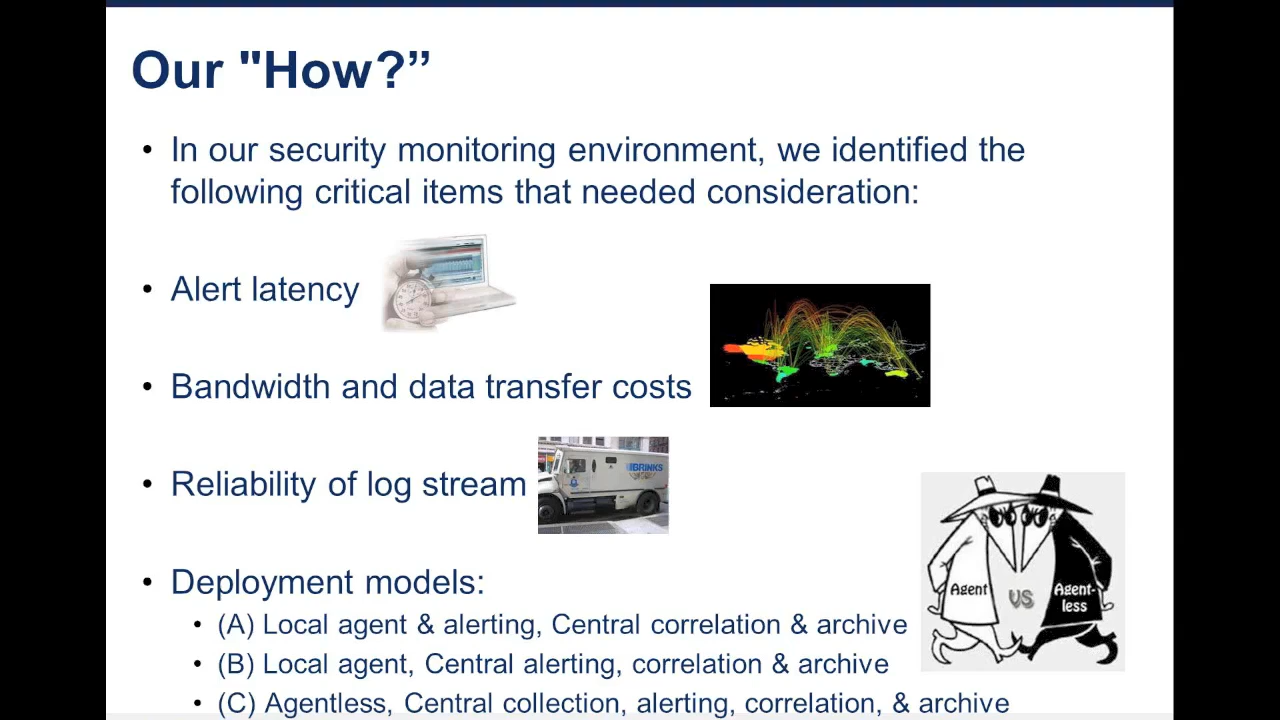 Our "How?”
• In our security monitoring environment, we identified the
following critical items that needed consideration:
• Alert latency
• Bandwidth and data transfer costs
• Reliability of log stream
BRINKS
• Deployment models:
• (A) Local agent & alerting, Central correlation & archive
• (B) Local agent, Central alerting, correlation & archive
• (C) Agentless, Central collection, alerting, correlation, & archive
Agent
VS
Agent-
less